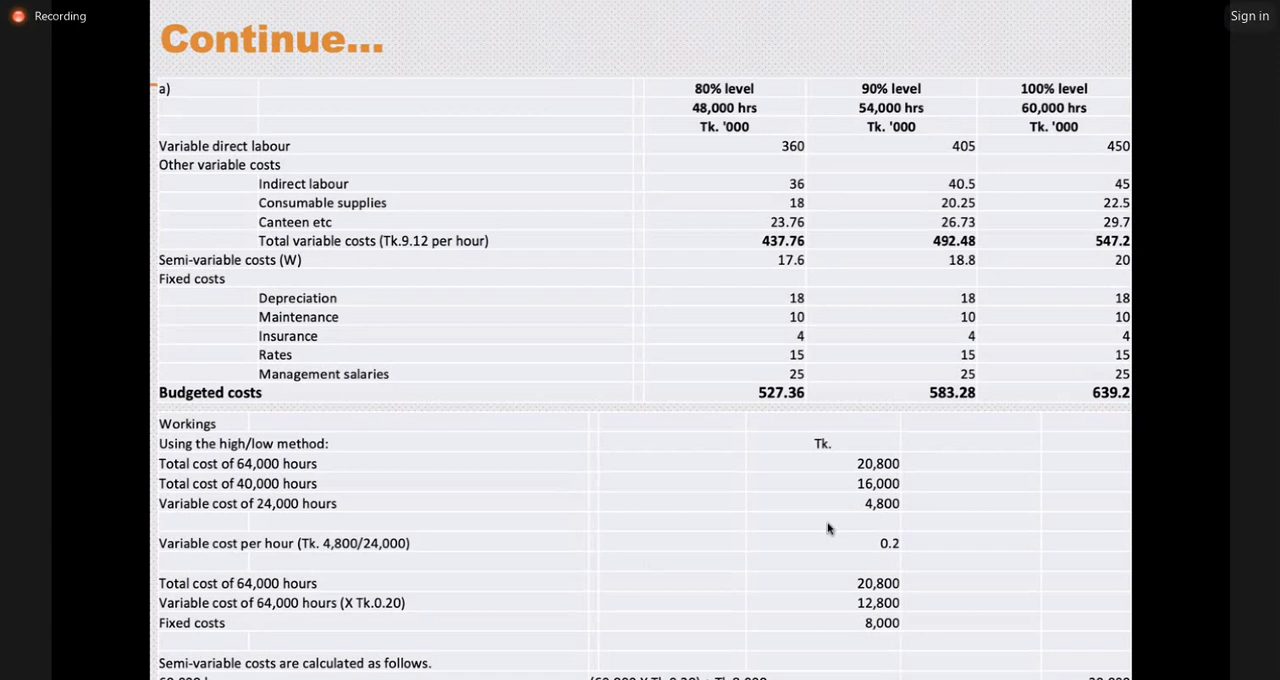 Recording
Sign in
Continue...
a) 80% level 90% level 100% level
48,000 hrs 54,000 hrs 60,000 hrs
Tk. '000 Tk. '000 Tk. '000
Variable direct labour 360 405 450
Other variable costs
Indirect labour 36 40.5 45
Consumable supplies 18 20.25 22.5
Canteen etc 23.76 26.73 29.7
Total variable costs (Tk.9.12 per hour) 437.76 492.48 547.2
Semi-variable costs (W) 17.6 18.8 20
Fixed costs
Depreciation 18 18 18
Maintenance 10 10 10
Insurance 4 4 4
Rates 15 15 15
Management salaries 25 25 25
Budgeted costs 527.36 583.28 639.2
Workings
Using the high/low method: Tk.
Total cost of 64,000 hours 20,800
Total cost of 40,000 hours 16,000
Variable cost of 24,000 hours 4,800
Variable cost per hour (Tk. 4,800/24,000) 0.2
Total cost of 64,000 hours 20,800
Variable cost of 64,000 hours (X Tk.0.20) 12,800
Fixed costs 8,000
Semi-variable costs are calculated as follows.